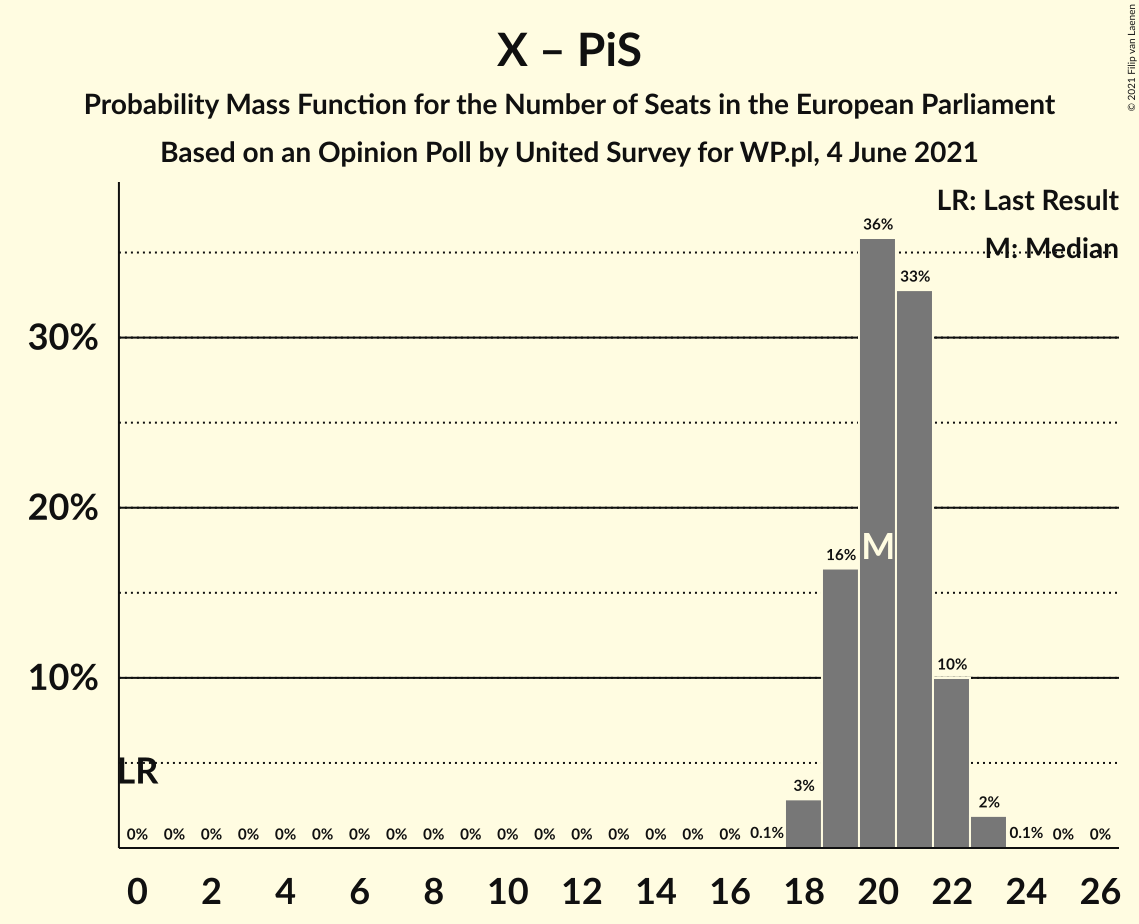 X – PiS
Probability Mass Function for the Number of Seats in the European Parliament
Based on an Opinion Poll by United Survey for WP.pl, 4 June 2021
© 2021 Filip van Laenen
LR: Last Result
M: Median
30%
20%
10%
LR
M
0% 0% 0% 0% 0% 0% 0% 0% 0% 0% 0% 0% 0% 0% 0% 0% 0% 0.1% 3% 16% 36% 33% 10% 2% 0.1% 0% 0%
0 2 4 6 8 10 12 14 16 18 20 22 24 26